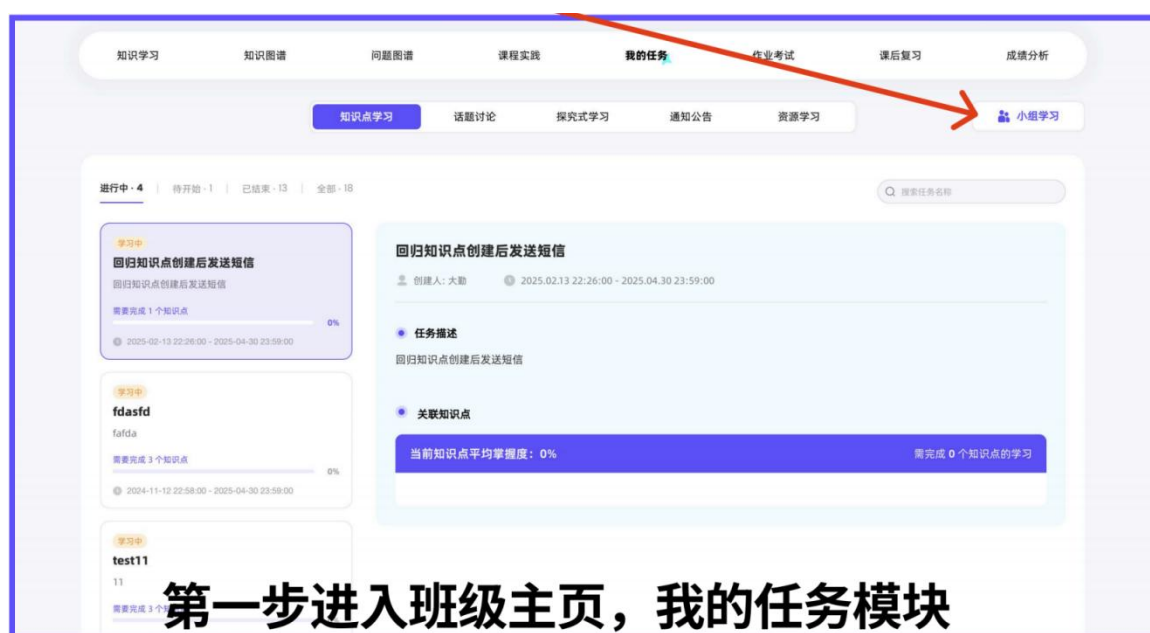 知识学习 知识图谱 问题图谱 课程实践 我的任务 作业考试 课后复习 成绩分析
知识点学习 话题讨论 探究式学习 通知公告 资源学习 小组学习
进行中 · 4 待开始 · 1 已结束 · 13 全部 · 18 搜索任务名称
学习中
回归知识点创建后发送短信
回归知识点创建后发送短信
需要完成 1 个知识点
0%
2025-02-13 22:26:00 - 2025-04-30 23:59:00
学习中
fdasfd
fafda
需要完成 3 个知识点
0%
2024-11-12 22:58:00 - 2025-04-30 23:59:00
学习中
test11
11
需要完成 3
回归知识点创建后发送短信
创建人: 大勤 2025.02.13 22:26:00 - 2025.04.30 23:59:00
任务描述
回归知识点创建后发送短信
关联知识点
当前知识点平均掌握度: 0% 需完成 0 个知识点的学习
第一步进入班级主页，我的任务模块